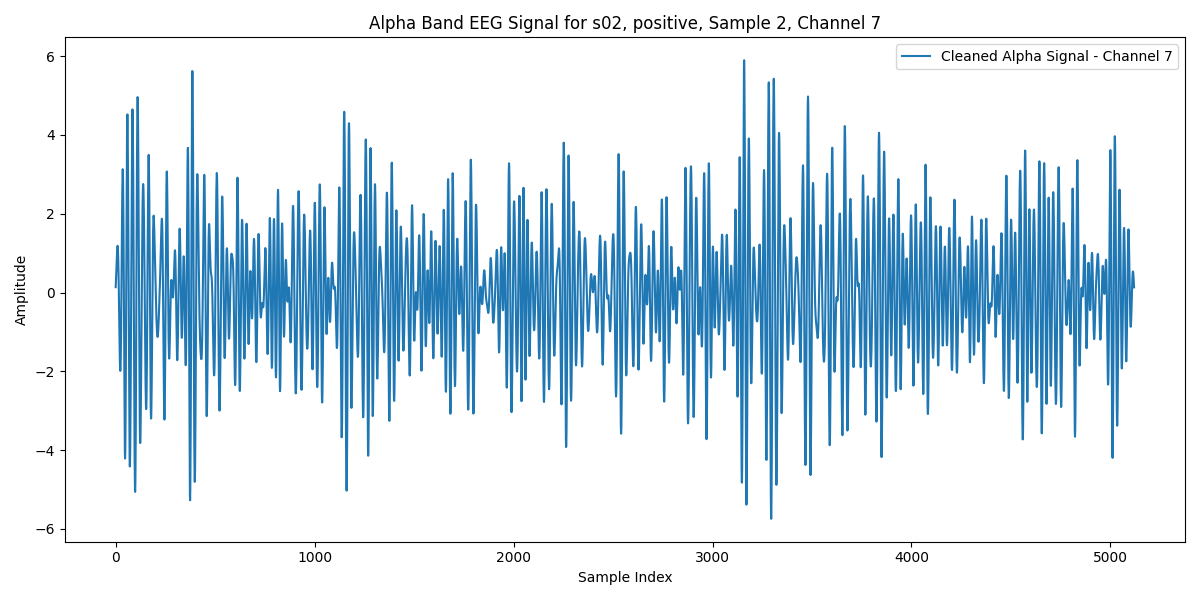 Alpha Band EEG Signal for s02, positive, Sample 2, Channel 7
Cleaned Alpha Signal - Channel 7
6
4
2
0
−2
−4
−6
Amplitude
0 1000 2000 3000 4000 5000
Sample Index